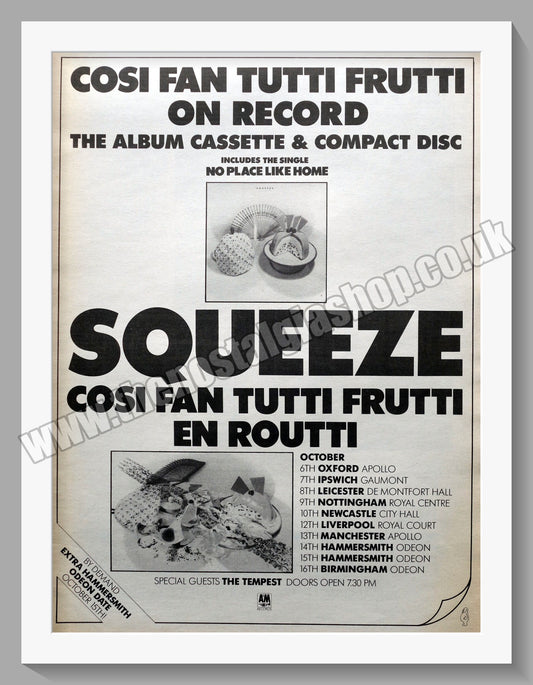 COSI FAN TUTTI FRUTTI
ON RECORD
THE ALBUM CASSETTE & COMPACT DISC
INCLUDES THE SINGLE
NO PLACE LIKE HOME
SQUEEZE
SQUEEZE
COSI FAN TUTTI FRUTTI
EN ROUTTI
OCTOBER
6TH OXFORD APOLLO
7TH IPSWICH GAUMONT
8TH LEICESTER DE MONTFORT HALL
9TH NOTTINGHAM ROYAL CENTRE
10TH NEWCASTLE CITY HALL
12TH LIVERPOOL ROYAL COURT
13TH MANCHESTER APOLLO
14TH HAMMERSMITH ODEON
15TH HAMMERSMITH ODEON
16TH BIRMINGHAM ODEON
BY DEMAND
EXTRA HAMMERSMITH
ODEON DATE
OCTOBER 15TH!
SPECIAL GUESTS THE TEMPEST DOORS OPEN 7.30 PM
A&M
RECORDS
www.the-nostalgiashop.co.uk